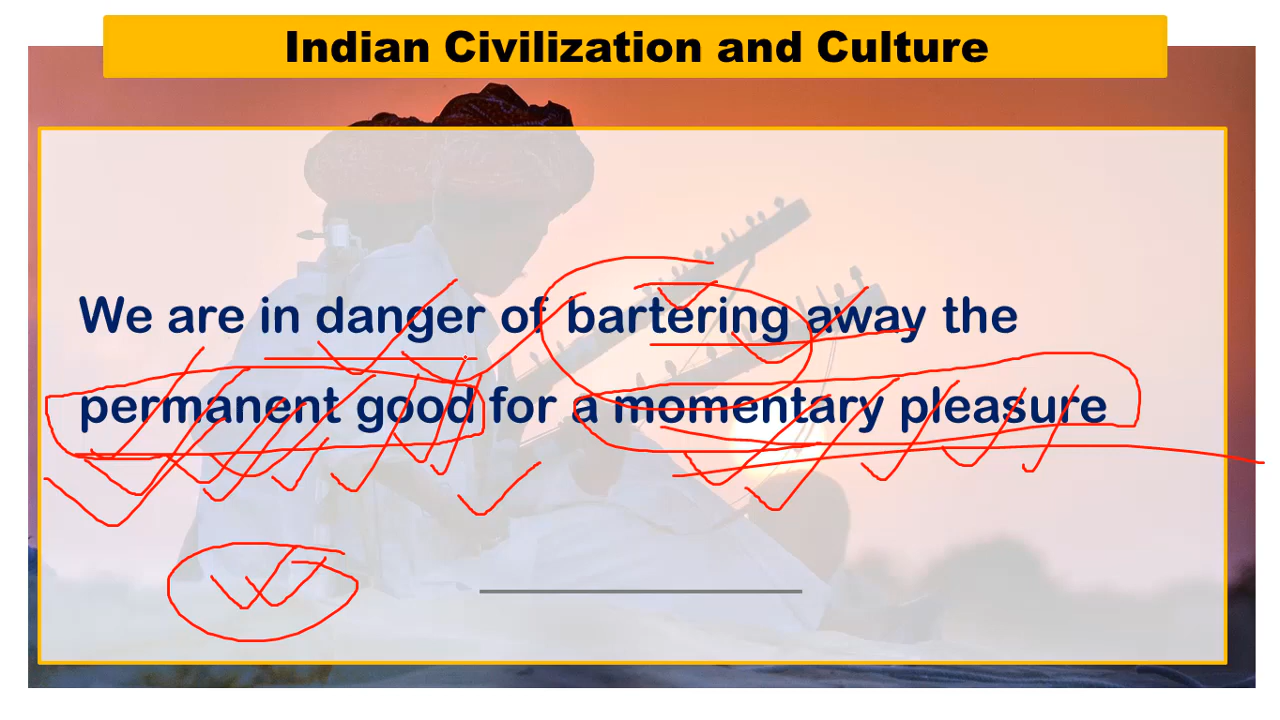 Indian Civilization and Culture
We are in danger of bartering away the
permanent good for a momentary pleasure